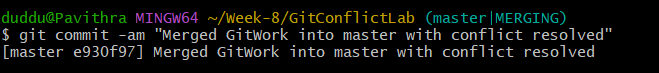 duddu@Pavithra MINGW64 ~/Week-8/GitConflictLab (master|MERGING)
$ git commit -am "Merged GitWork into master with conflict resolved"
[master e930f97] Merged GitWork into master with conflict resolved